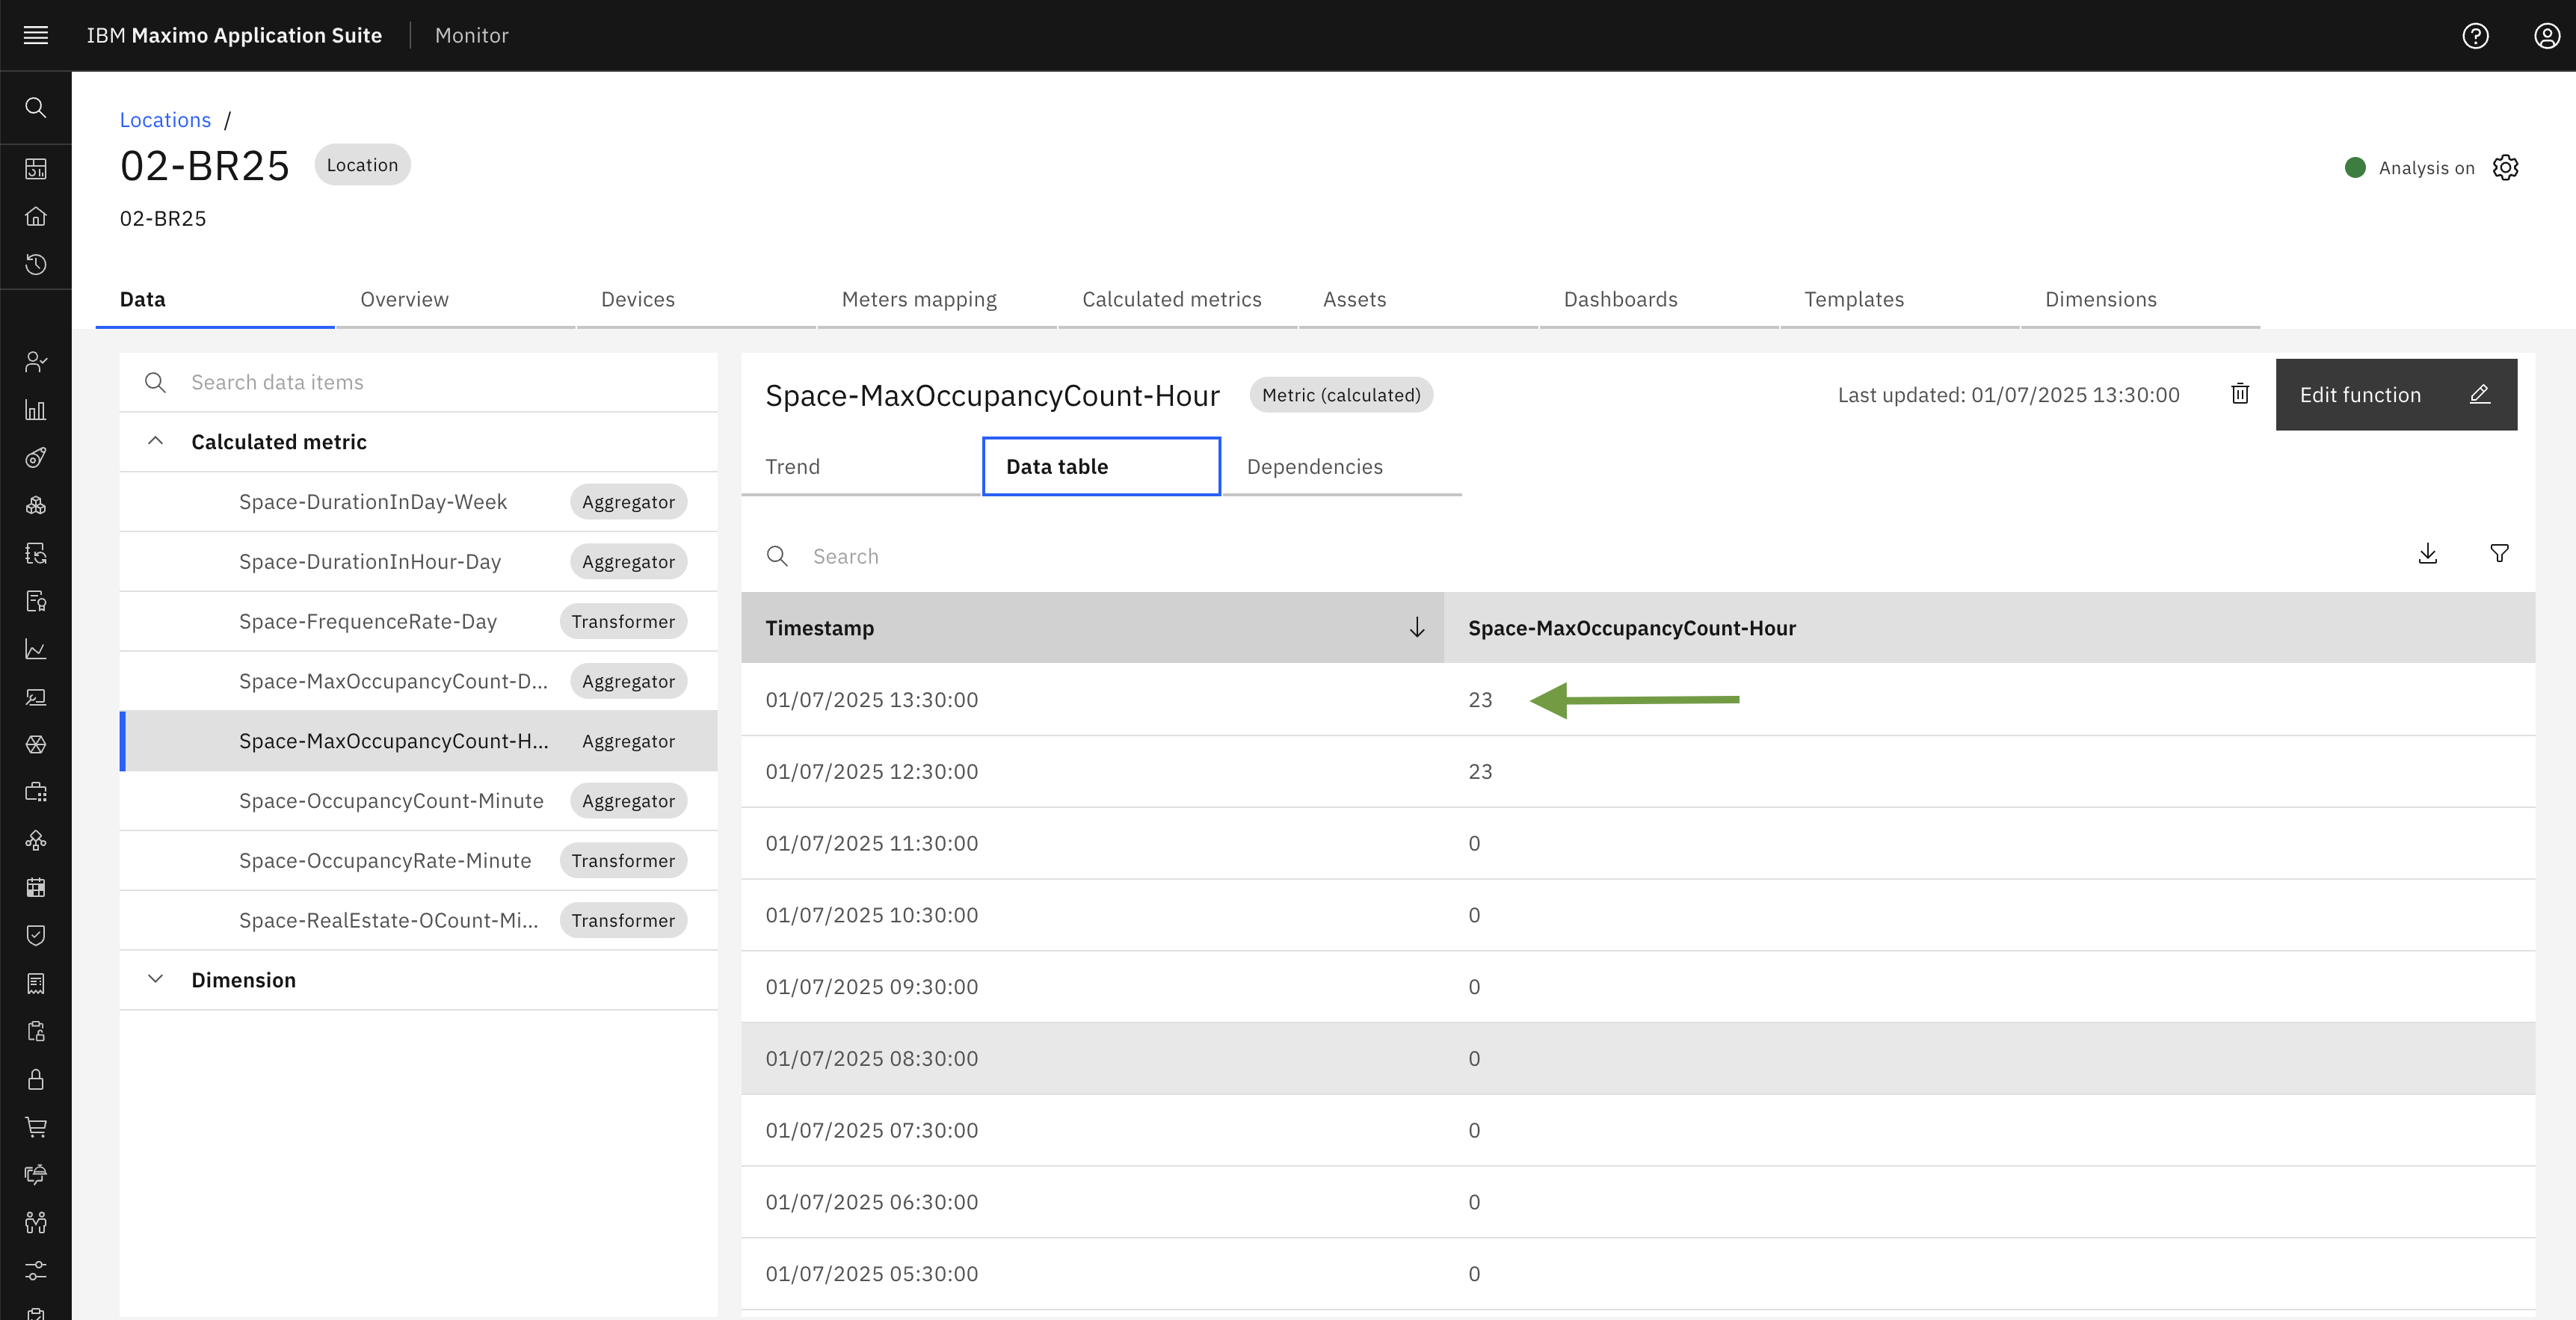 IBM Maximo Application Suite | Monitor
Locations /
02-BR25 Location
Analysis on
02-BR25
Data Overview Devices Meters mapping Calculated metrics Assets Dashboards Templates Dimensions
Search data items
Calculated metric
Space-DurationInDay-Week Aggregator
Space-DurationInHour-Day Aggregator
Space-FrequenceRate-Day Transformer
Space-MaxOccupancyCount-D... Aggregator
Space-MaxOccupancyCount-H... Aggregator
Space-OccupancyCount-Minute Aggregator
Space-OccupancyRate-Minute Transformer
Space-RealEstate-OCount-Mi... Transformer
Dimension
Space-MaxOccupancyCount-Hour Metric (calculated) Last updated: 01/07/2025 13:30:00 Edit function
Trend Data table Dependencies
Search
Timestamp Space-MaxOccupancyCount-Hour
01/07/2025 13:30:00 23
01/07/2025 12:30:00 23
01/07/2025 11:30:00 0
01/07/2025 10:30:00 0
01/07/2025 09:30:00 0
01/07/2025 08:30:00 0
01/07/2025 07:30:00 0
01/07/2025 06:30:00 0
01/07/2025 05:30:00 0